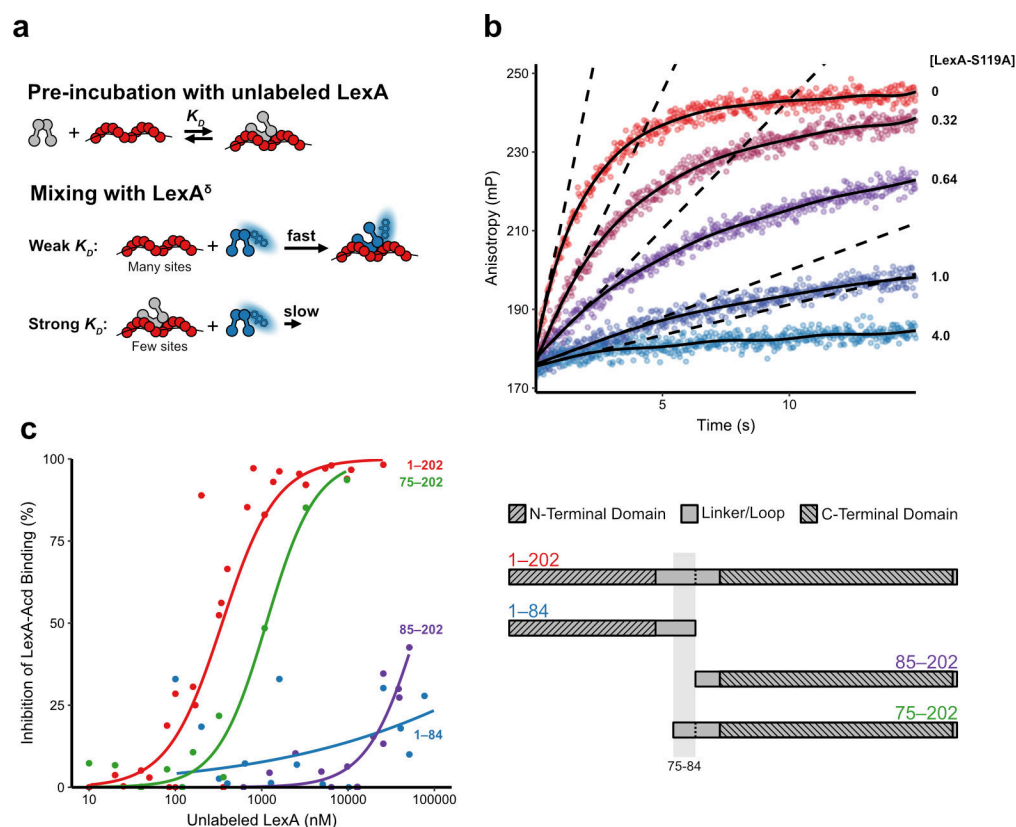 a
Pre-incubation with unlabeled LexA
+
K_D
Mixing with LexA^δ
Weak K_D:
+
fast
Many sites
Strong K_D:
+
slow
Few sites
b
[LexA-S119A]
250
230
210
190
170
Anisotropy (mP)
0
0.32
0.64
1.0
4.0
5
10
Time (s)
c
100
75
50
25
0
Inhibition of LexA-Acd Binding (%)
1–202
75–202
85–202
1–84
10
100
1000
10000
100000
Unlabeled LexA (nM)
N-Terminal Domain
Linker/Loop
C-Terminal Domain
1–202
1–84
85–202
75–202
75-84